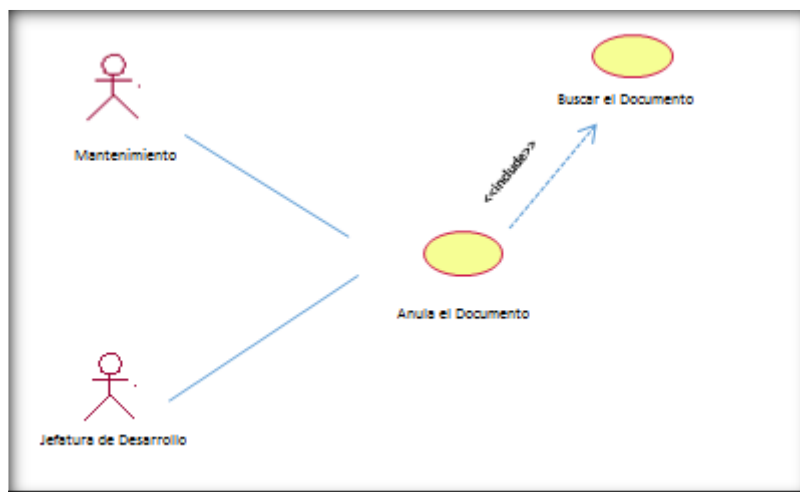 Buscar el Documento
Mantenimiento
<<include>>
Anula el Documento
Jefatura de Desarrollo